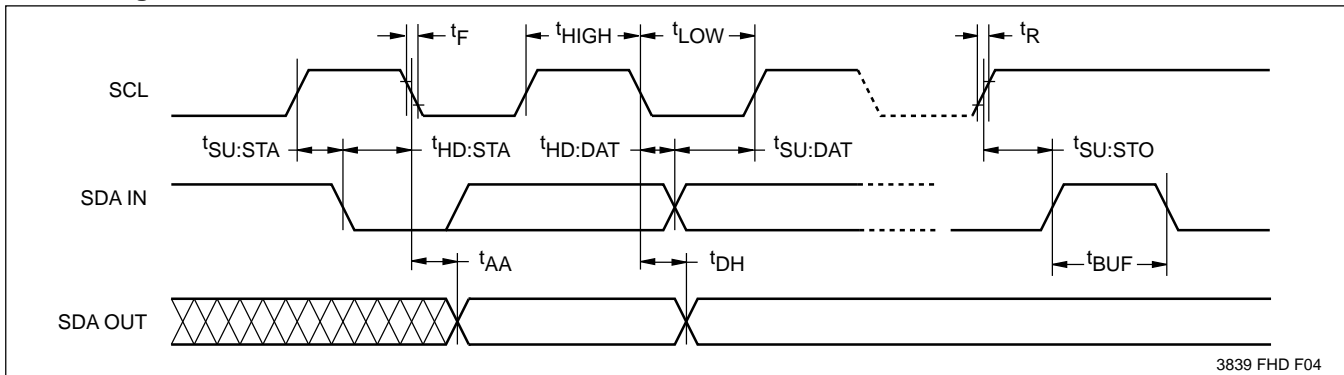 tF
tHIGH
tLOW
tR
SCL
tSU:STA
tHD:STA
tHD:DAT
tSU:DAT
tSU:STO
SDA IN
tAA
tDH
tBUF
SDA OUT
3839 FHD F04